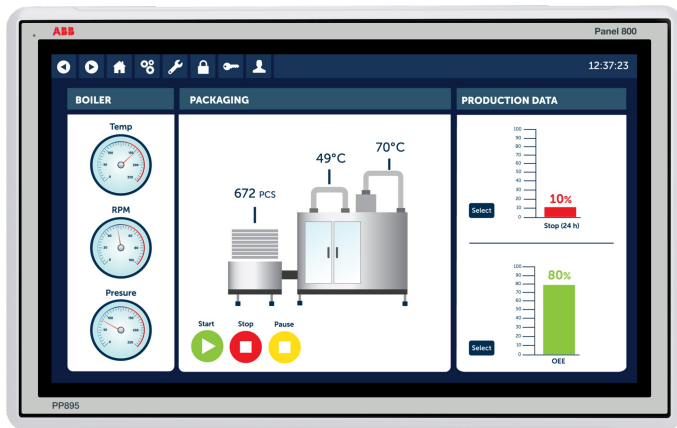 ABB
Panel 800
12:37:23
BOILER
PACKAGING
PRODUCTION DATA
Temp
RPM
Presure
672 PCS
49°C
70°C
Start
Stop
Pause
100
90
80
70
60
50
40
30
20
10
0
10%
Select
Stop (24 h)
100
90
80
70
60
50
40
30
20
10
0
80%
Select
OEE
PP895